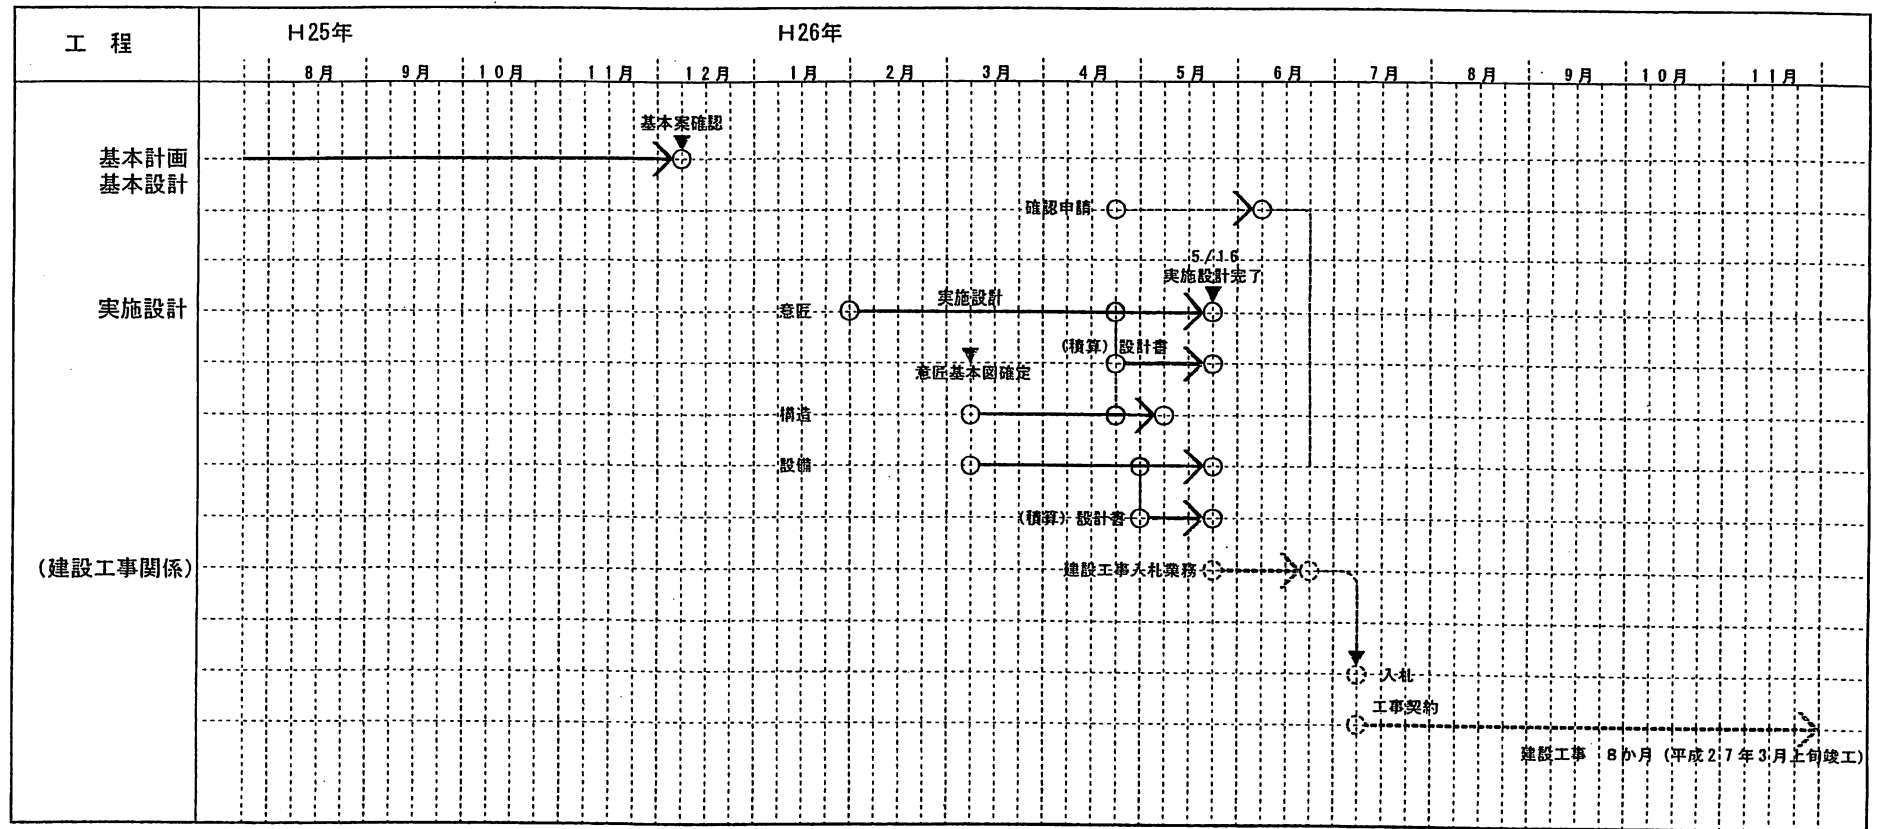 工 程
H25年
H26年
8月 9月 10月 11月 12月 1月 2月 3月 4月 5月 6月 7月 8月 9月 10月 11月
基本案確認
基本計画
基本設計
確認申請
5/16
実施設計完了
実施設計
意匠
実施設計
(積算) 設計書
意匠基本図確定
構造
設備
(積算) 設計書
(建設工事関係)
建設工事入札業務
入札
工事契約
建設工事 8か月 (平成27年3月上旬竣工)